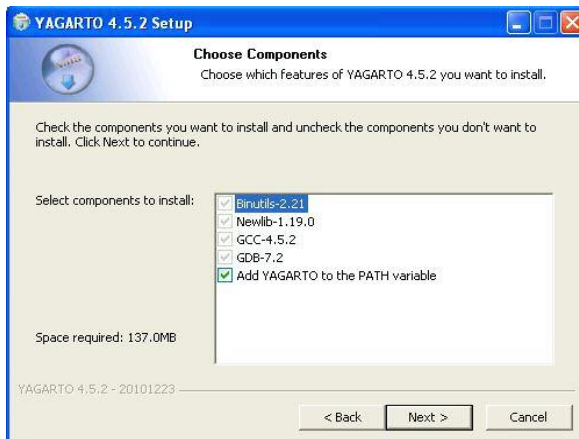 YAGARTO 4.5.2 Setup
Choose Components
Choose which features of YAGARTO 4.5.2 you want to install.
Check the components you want to install and uncheck the components you don't want to
install. Click Next to continue.
Select components to install:
Binutils-2.21
Newlib-1.19.0
GCC-4.5.2
GDB-7.2
Add YAGARTO to the PATH variable
Space required: 137.0MB
YAGARTO 4.5.2 - 20101223
< Back
Next >
Cancel